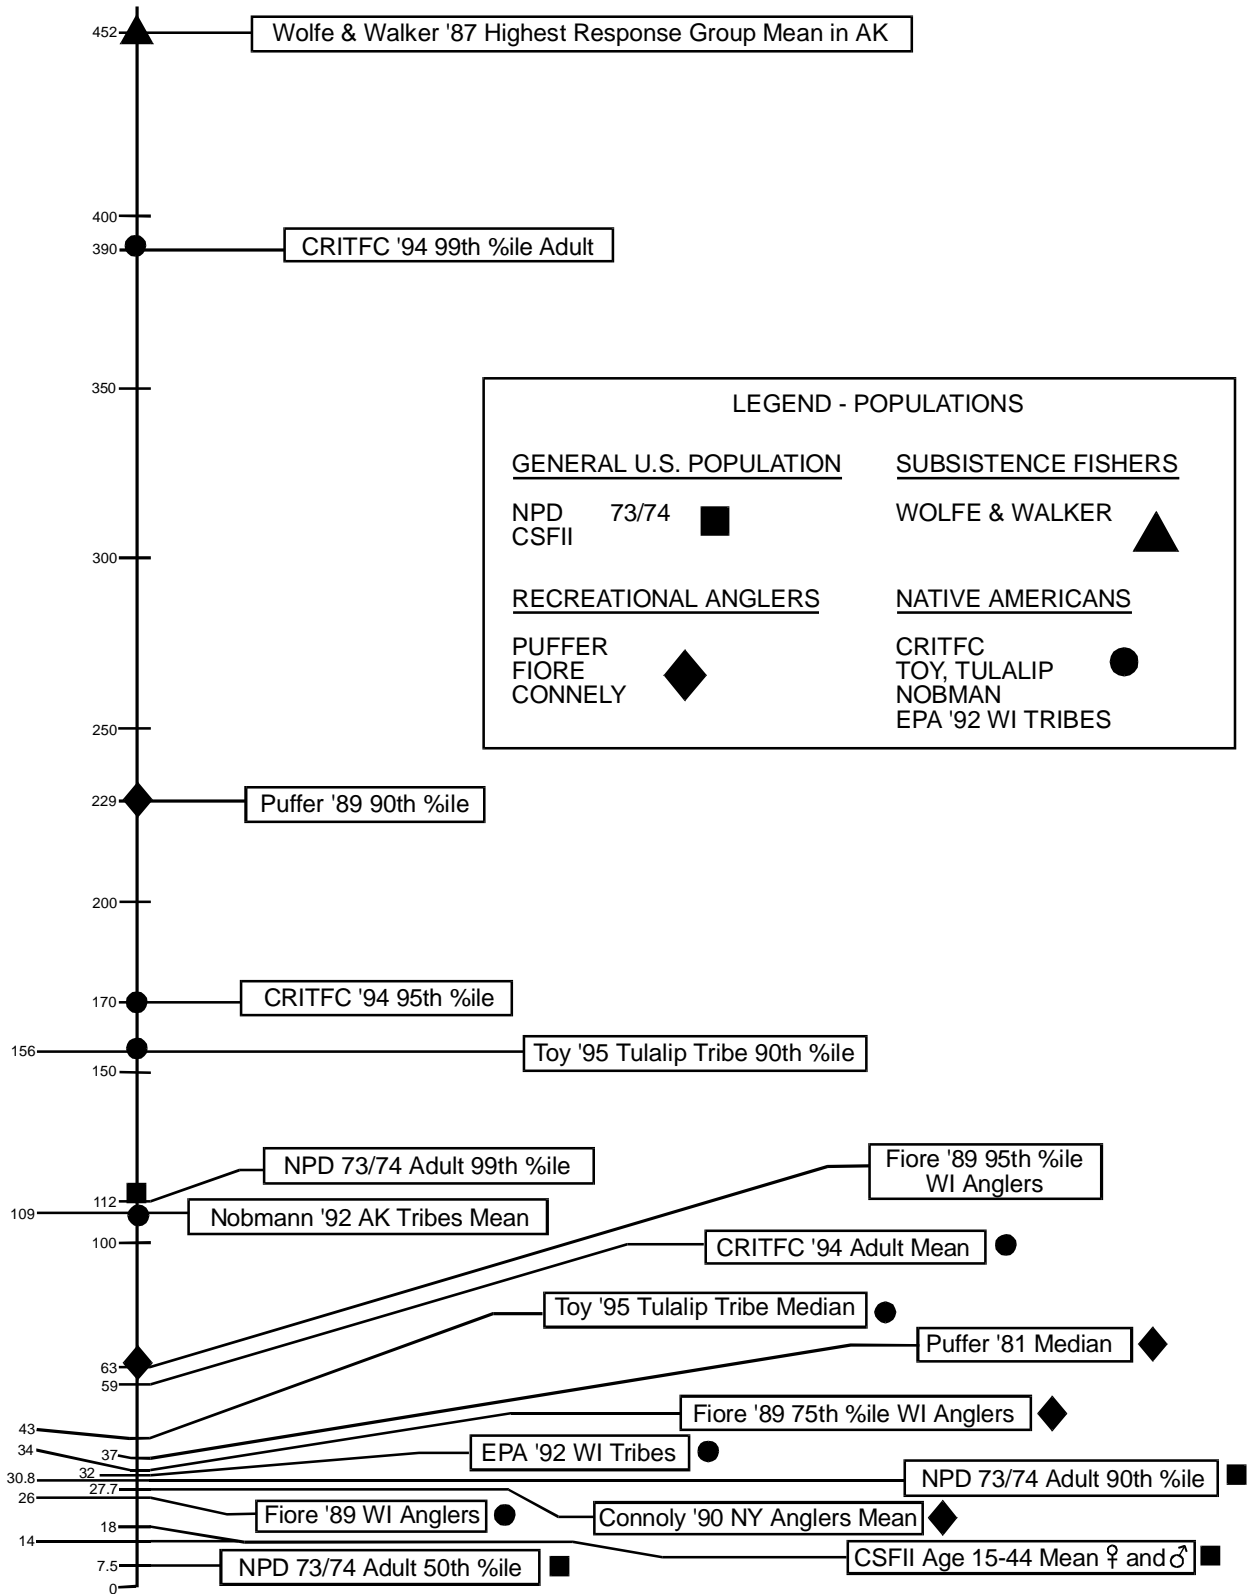 452
Wolfe & Walker '87 Highest Response Group Mean in AK
400
390
CRITFC '94 99th %ile Adult
350
LEGEND - POPULATIONS
GENERAL U.S. POPULATION
SUBSISTENCE FISHERS
NPD 73/74
CSFII
WOLFE & WALKER
300
RECREATIONAL ANGLERS
NATIVE AMERICANS
PUFFER
FIORE
CONNELY
CRITFC
TOY, TULALIP
NOBMAN
EPA '92 WI TRIBES
250
229
Puffer '89 90th %ile
200
170
CRITFC '94 95th %ile
156
Toy '95 Tulalip Tribe 90th %ile
150
NPD 73/74 Adult 99th %ile
112
109
Nobmann '92 AK Tribes Mean
100
Fiore '89 95th %ile
WI Anglers
CRITFC '94 Adult Mean
Toy '95 Tulalip Tribe Median
Puffer '81 Median
63
59
Fiore '89 75th %ile WI Anglers
43
EPA '92 WI Tribes
34
37
32
30.8
NPD 73/74 Adult 90th %ile
27.7
26
Fiore '89 WI Anglers
Connoly '90 NY Anglers Mean
18
14
CSFII Age 15-44 Mean ♀ and ♂
7.5
NPD 73/74 Adult 50th %ile
0